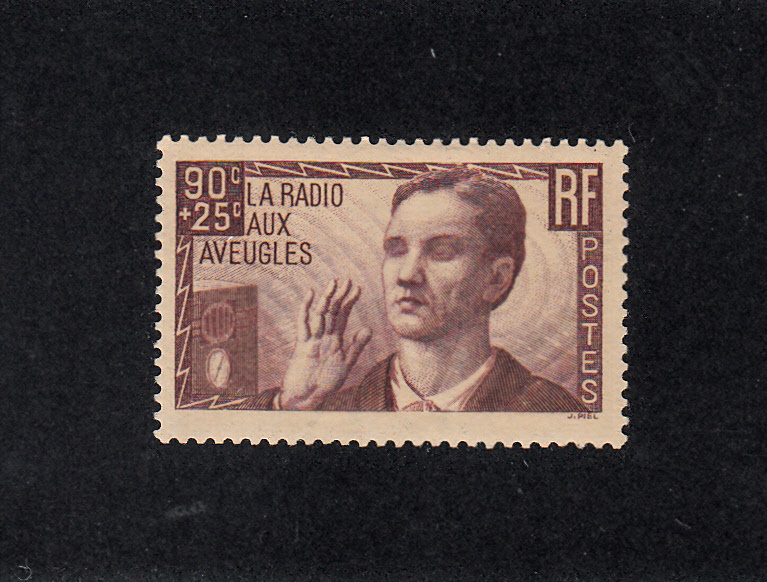 90c LA RADIO RF
+25c AUX
AVEUGLES
POSTES
J. PIEL